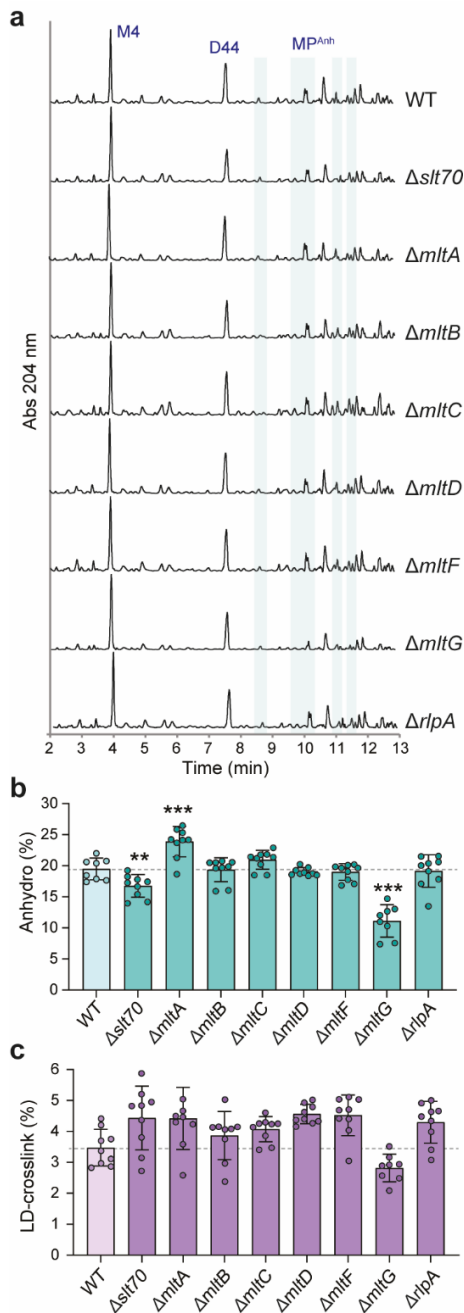 a
M4
D44
MPAnh
WT
Δslt70
ΔmltA
ΔmltB
ΔmltC
ΔmltD
ΔmltF
ΔmltG
ΔrlpA
Abs 204 nm
2 3 4 5 6 7 8 9 10 11 12 13
Time (min)
b
Anhydro (%)
30
25
20
15
10
5
0
** *** ***
WT Δslt70 ΔmltA ΔmltB ΔmltC ΔmltD ΔmltF ΔmltG ΔrlpA
c
LD-crosslink (%)
6
5
4
3
2
1
0
WT Δslt70 ΔmltA ΔmltB ΔmltC ΔmltD ΔmltF ΔmltG ΔrlpA